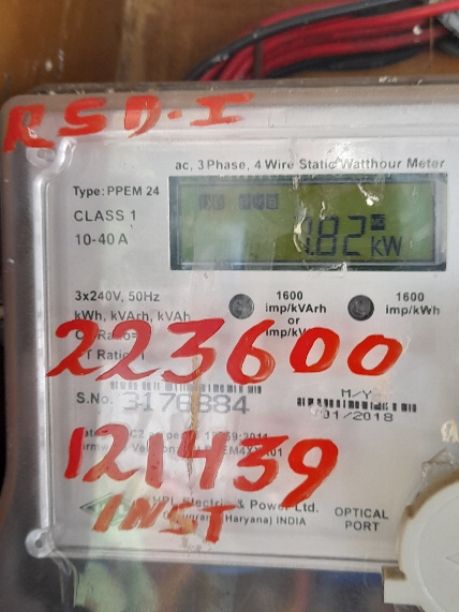 RSD-I
ac, 3 Phase, 4 Wire Static Watthour Meter
Type: PPEM 24
CLASS 1
10-40 A
1.82 kW
3x240V, 50Hz
kWh, kVArh, kVAh
1600 imp/kVArh or
1600 imp/kWh
223600
S.No. 3176884
M/Y
01/2018
121439
INST
Electric & Power Ltd.
(Haryana) INDIA
OPTICAL PORT